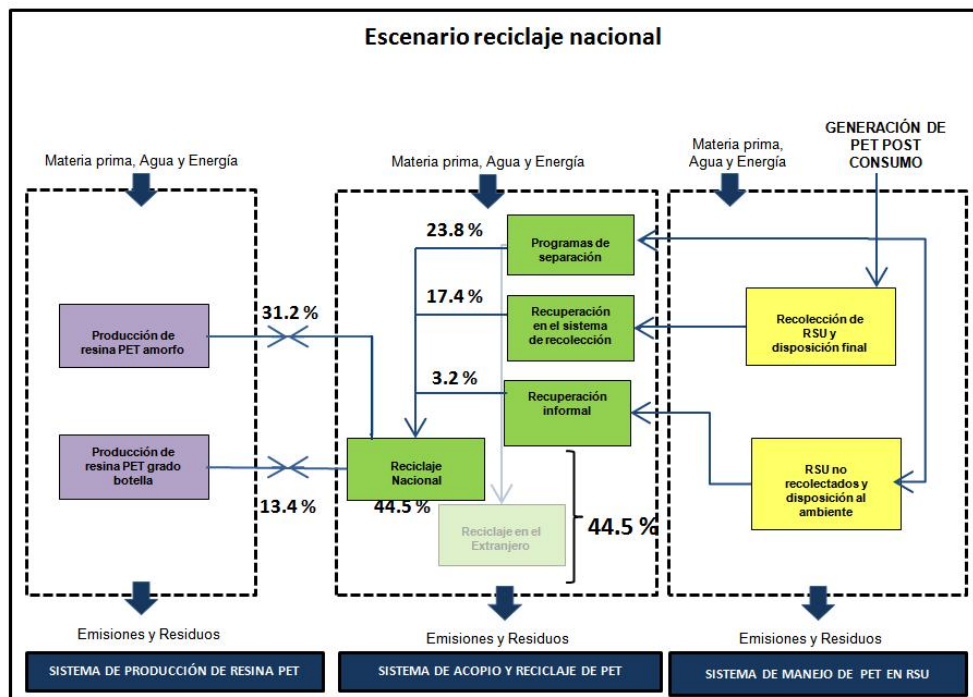 Escenario reciclaje nacional
GENERACIÓN DE
PET POST
CONSUMO
Materia prima, Agua y Energía
Materia prima, Agua y Energía
Materia prima,
Agua y Energía
23.8 %
Programas de
separación
17.4 %
Recuperación
en el sistema
de recolección
Recolección de
RSU y
disposición final
31.2 %
Producción de
resina PET amorfo
3.2 %
Recuperación
informal
Producción de
resina PET grado
botella
13.4 %
Reciclaje
Nacional
44.5 %
RSU no
recolectados y
disposición al
ambiente
Reciclaje en el
Extranjero
44.5 %
Emisiones y Residuos
Emisiones y Residuos
Emisiones y Residuos
SISTEMA DE PRODUCCIÓN DE RESINA PET
SISTEMA DE ACOPIO Y RECICLAJE DE PET
SISTEMA DE MANEJO DE PET EN RSU